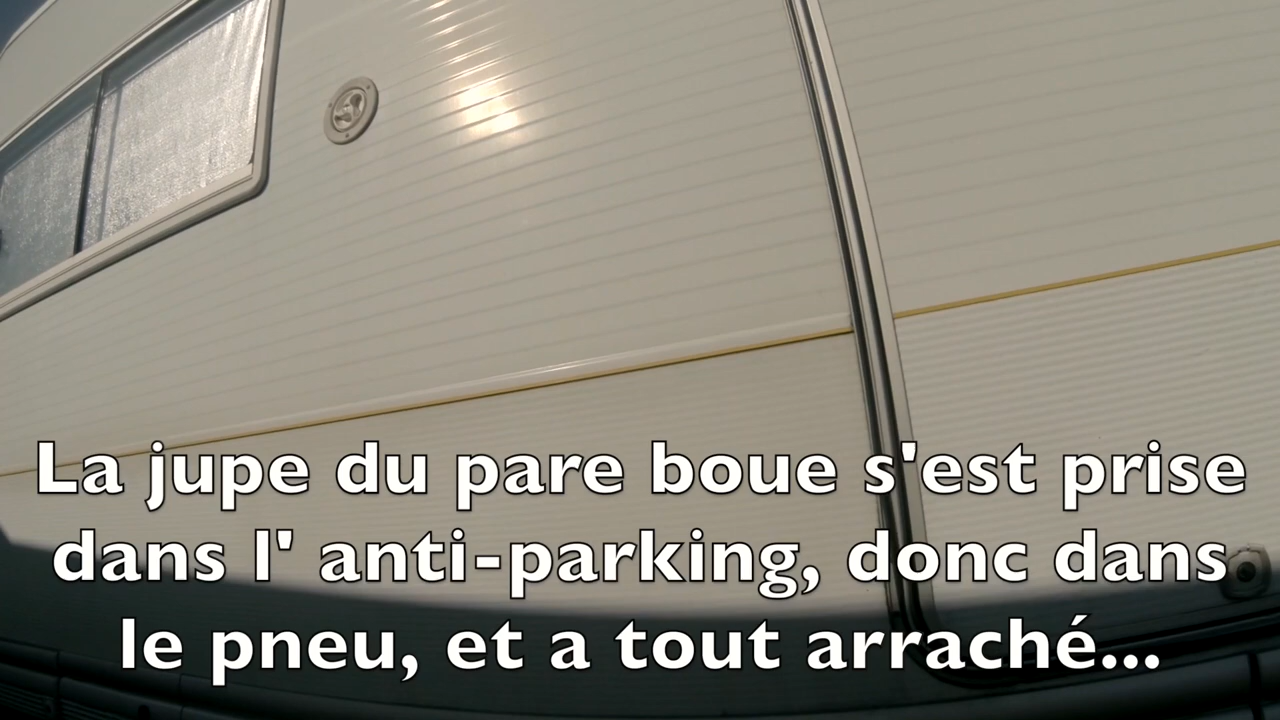 La jupe du pare boue s'est prise
dans l' anti-parking, donc dans
le pneu, et a tout arraché...